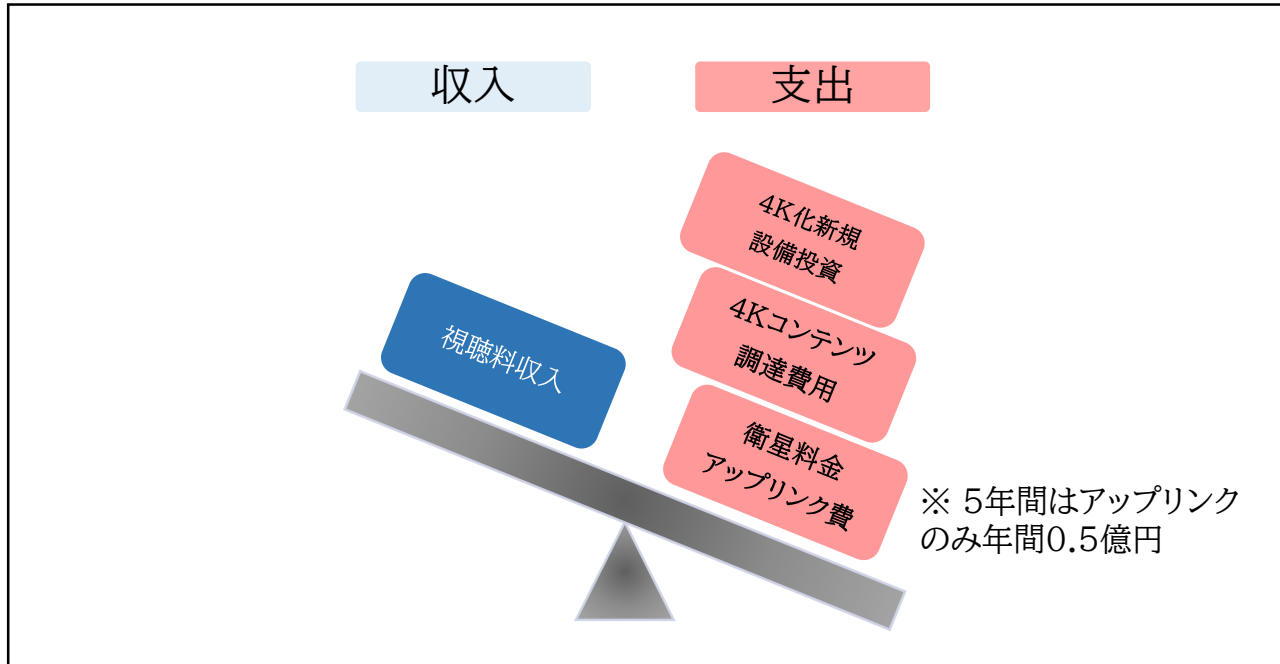 収入
支出
4K化新規
設備投資
4Kコンテンツ
調達費用
視聴料収入
衛星料金
アップリンク費
※ 5年間はアップリンク
のみ年間0.5億円